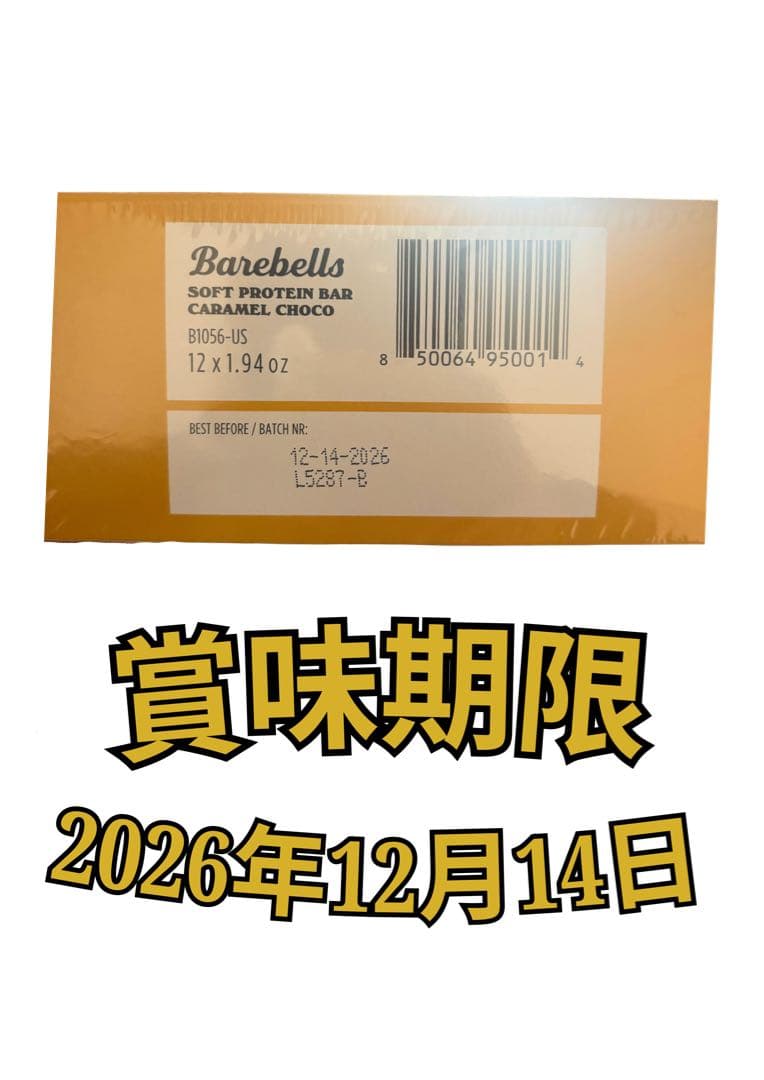 Barebells
SOFT PROTEIN BAR
CARAMEL CHOCO
B1056-US
12 x 1.94 oz
8 50064 95001 4
BEST BEFORE / BATCH NR:
12-14-2026
L5287-B
賞味期限
2026年12月14日